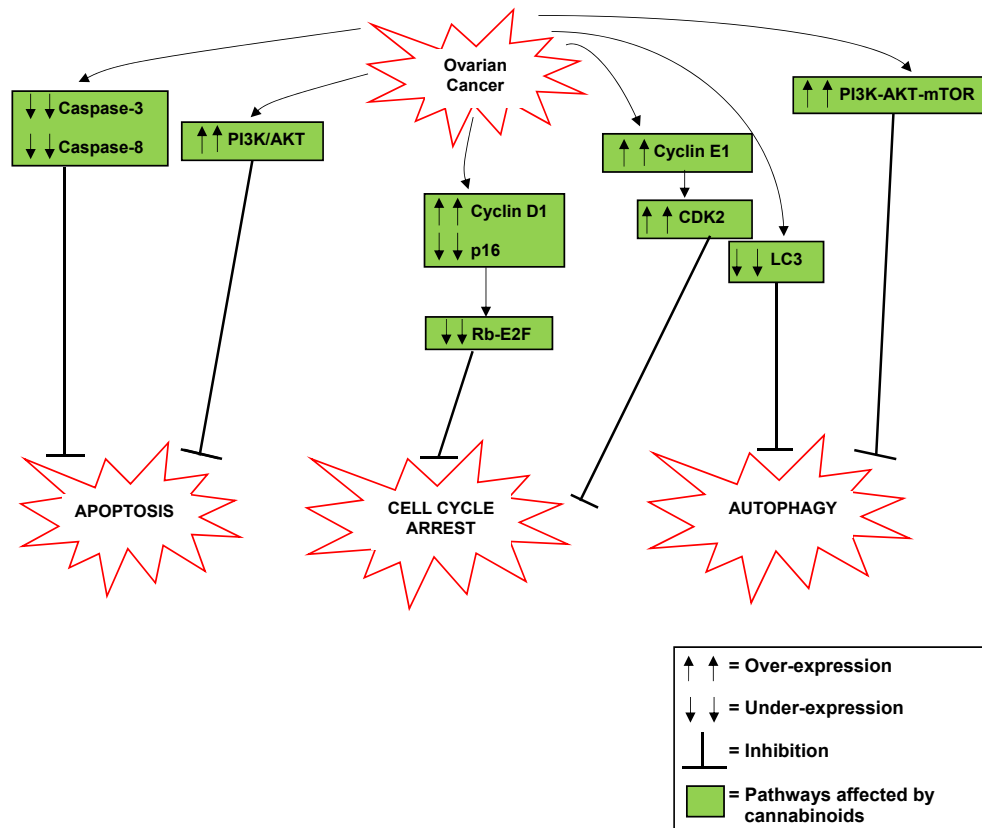 Ovarian
Cancer
↓ ↓ Caspase-3
↓ ↓ Caspase-8
↑ ↑ PI3K/AKT
↑ ↑ Cyclin D1
↓ ↓ p16
↓ ↓ Rb-E2F
↑ ↑ Cyclin E1
↑ ↑ CDK2
↓ ↓ LC3
↑ ↑ PI3K-AKT-mTOR
APOPTOSIS
CELL CYCLE
ARREST
AUTOPHAGY
↑ ↑ = Over-expression
↓ ↓ = Under-expression
= Inhibition
= Pathways affected by
cannabinoids